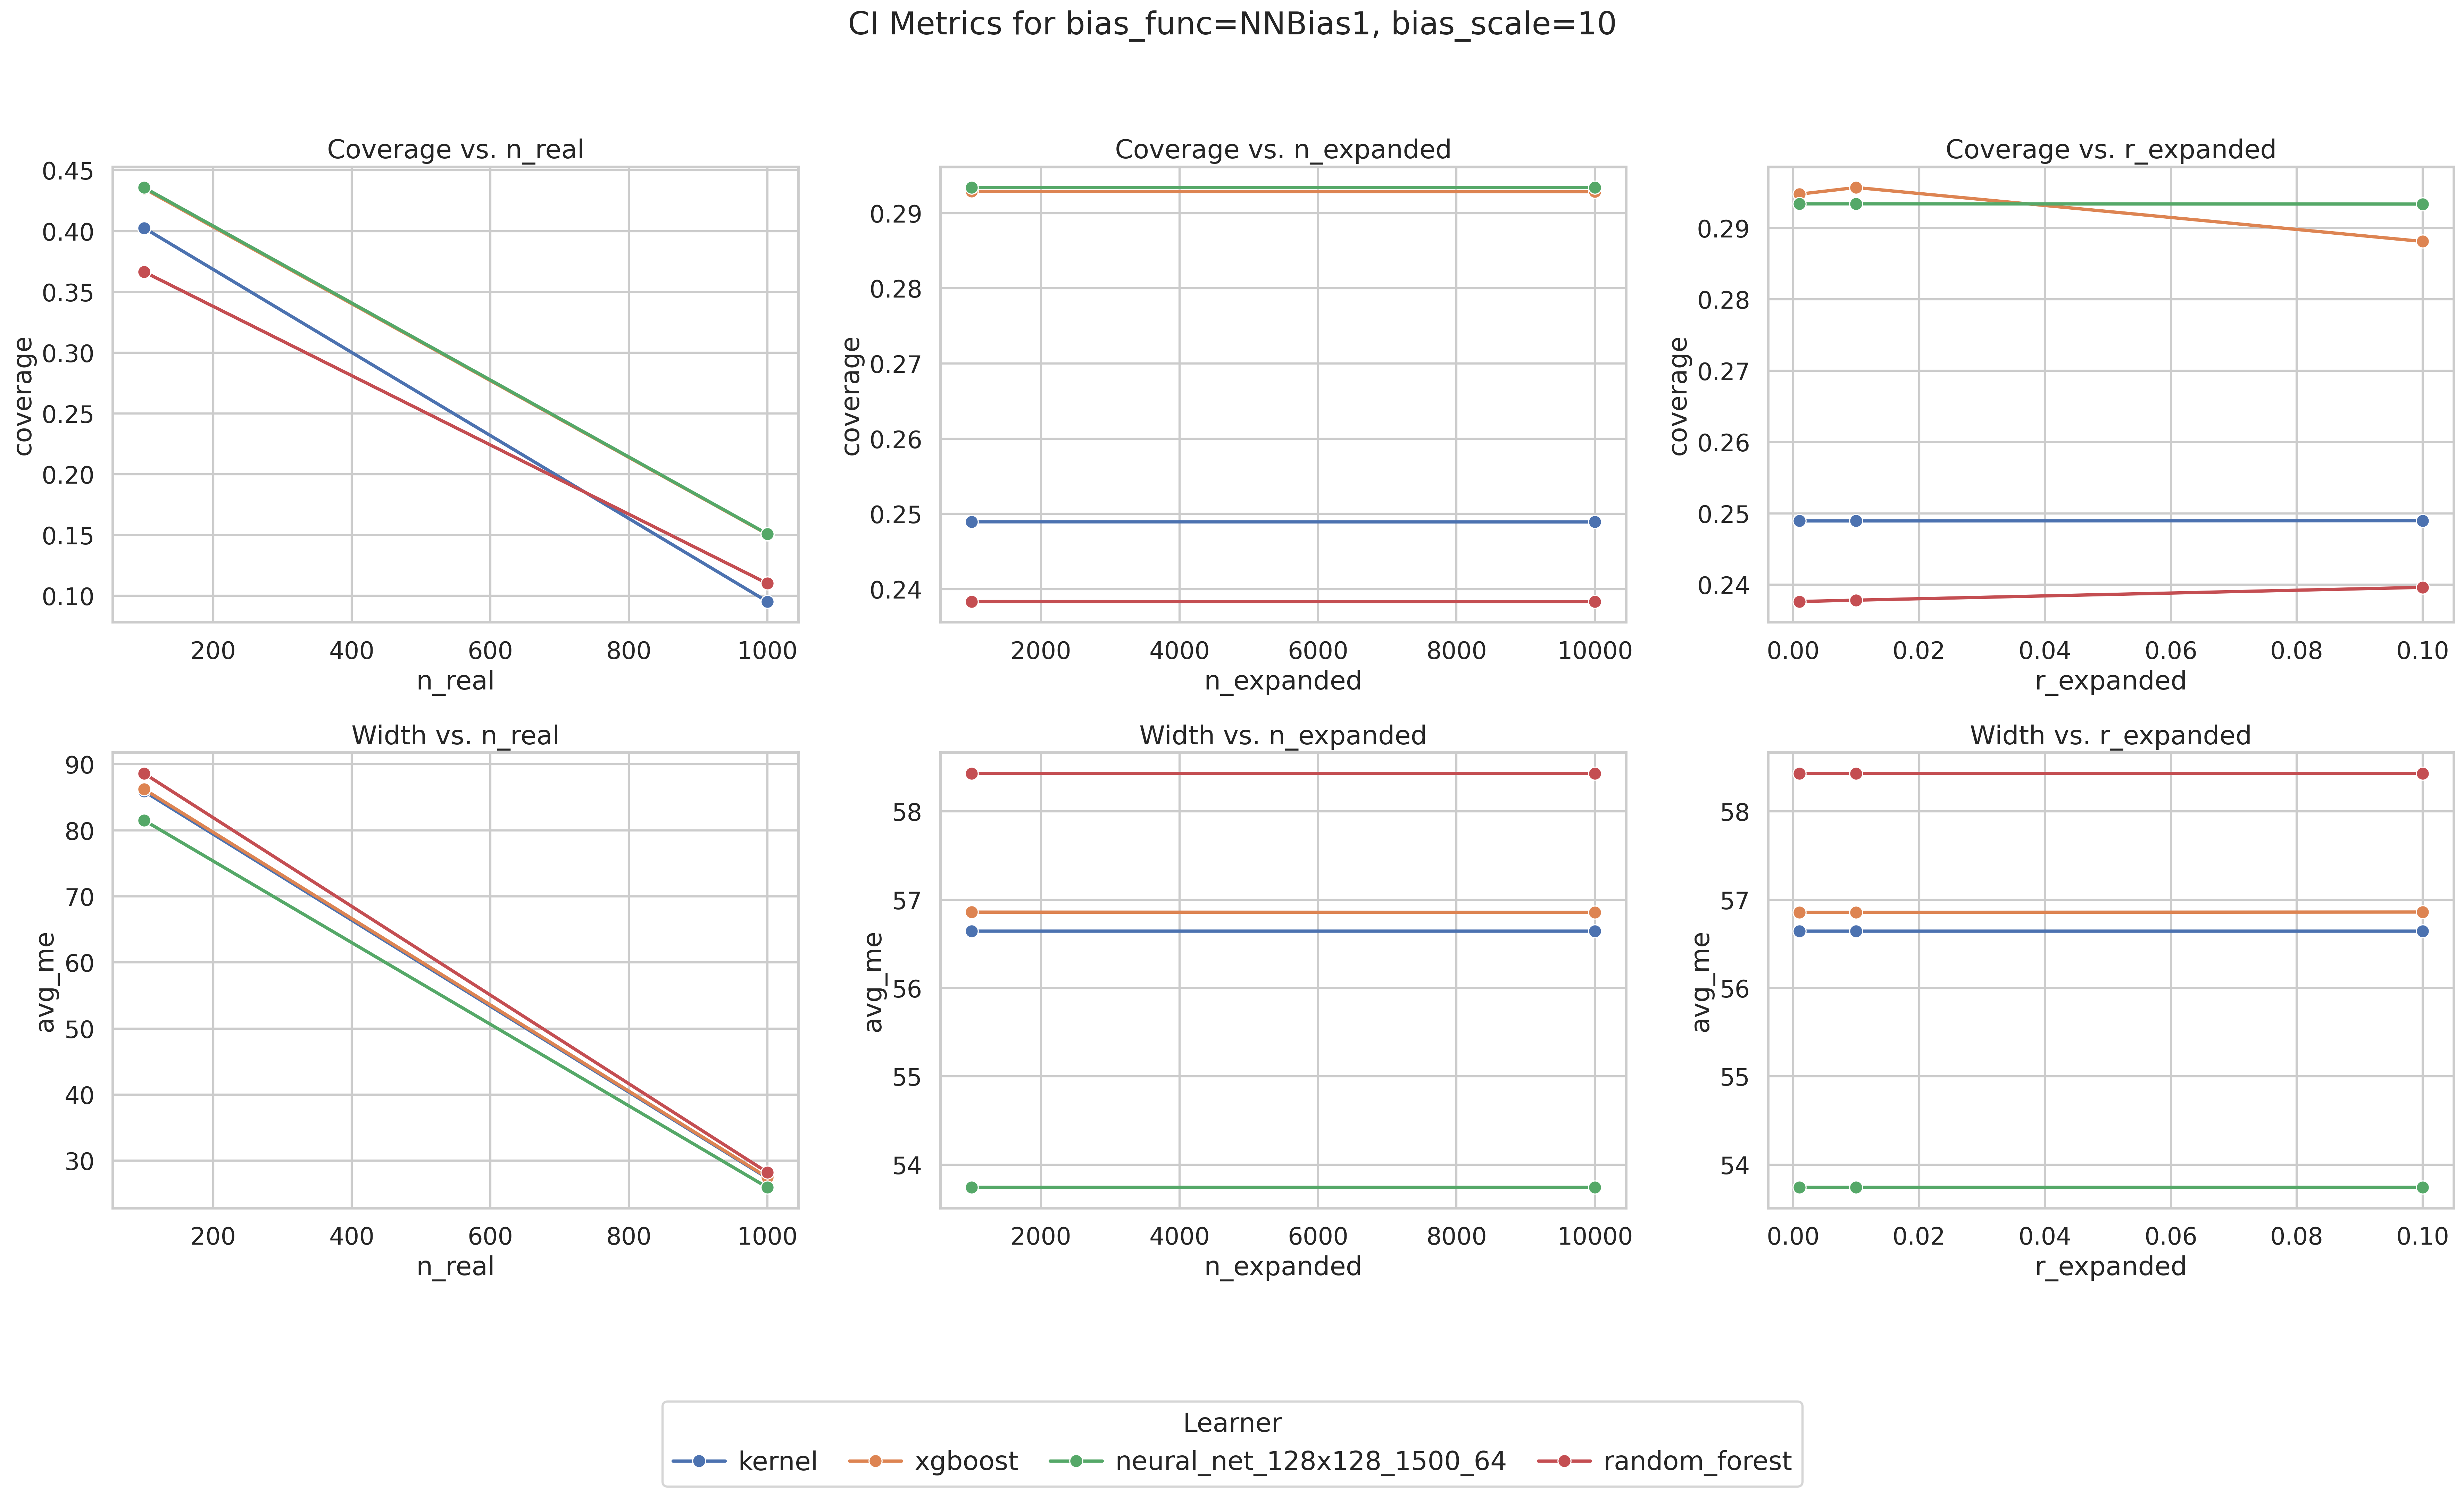 CI Metrics for bias_func=NNBias1, bias_scale=10
Coverage vs. n_real
0.45
0.40
0.35
0.30
0.25
0.20
0.15
0.10
coverage
200 400 600 800 1000
n_real
Coverage vs. n_expanded
0.29
0.28
0.27
0.26
0.25
0.24
coverage
2000 4000 6000 8000 10000
n_expanded
Coverage vs. r_expanded
0.29
0.28
0.27
0.26
0.25
0.24
coverage
0.00 0.02 0.04 0.06 0.08 0.10
r_expanded
Width vs. n_real
90
80
70
60
50
40
30
avg_me
200 400 600 800 1000
n_real
Width vs. n_expanded
58
57
56
55
54
avg_me
2000 4000 6000 8000 10000
n_expanded
Width vs. r_expanded
58
57
56
55
54
avg_me
0.00 0.02 0.04 0.06 0.08 0.10
r_expanded
Learner
kernel xgboost neural_net_128x128_1500_64 random_forest